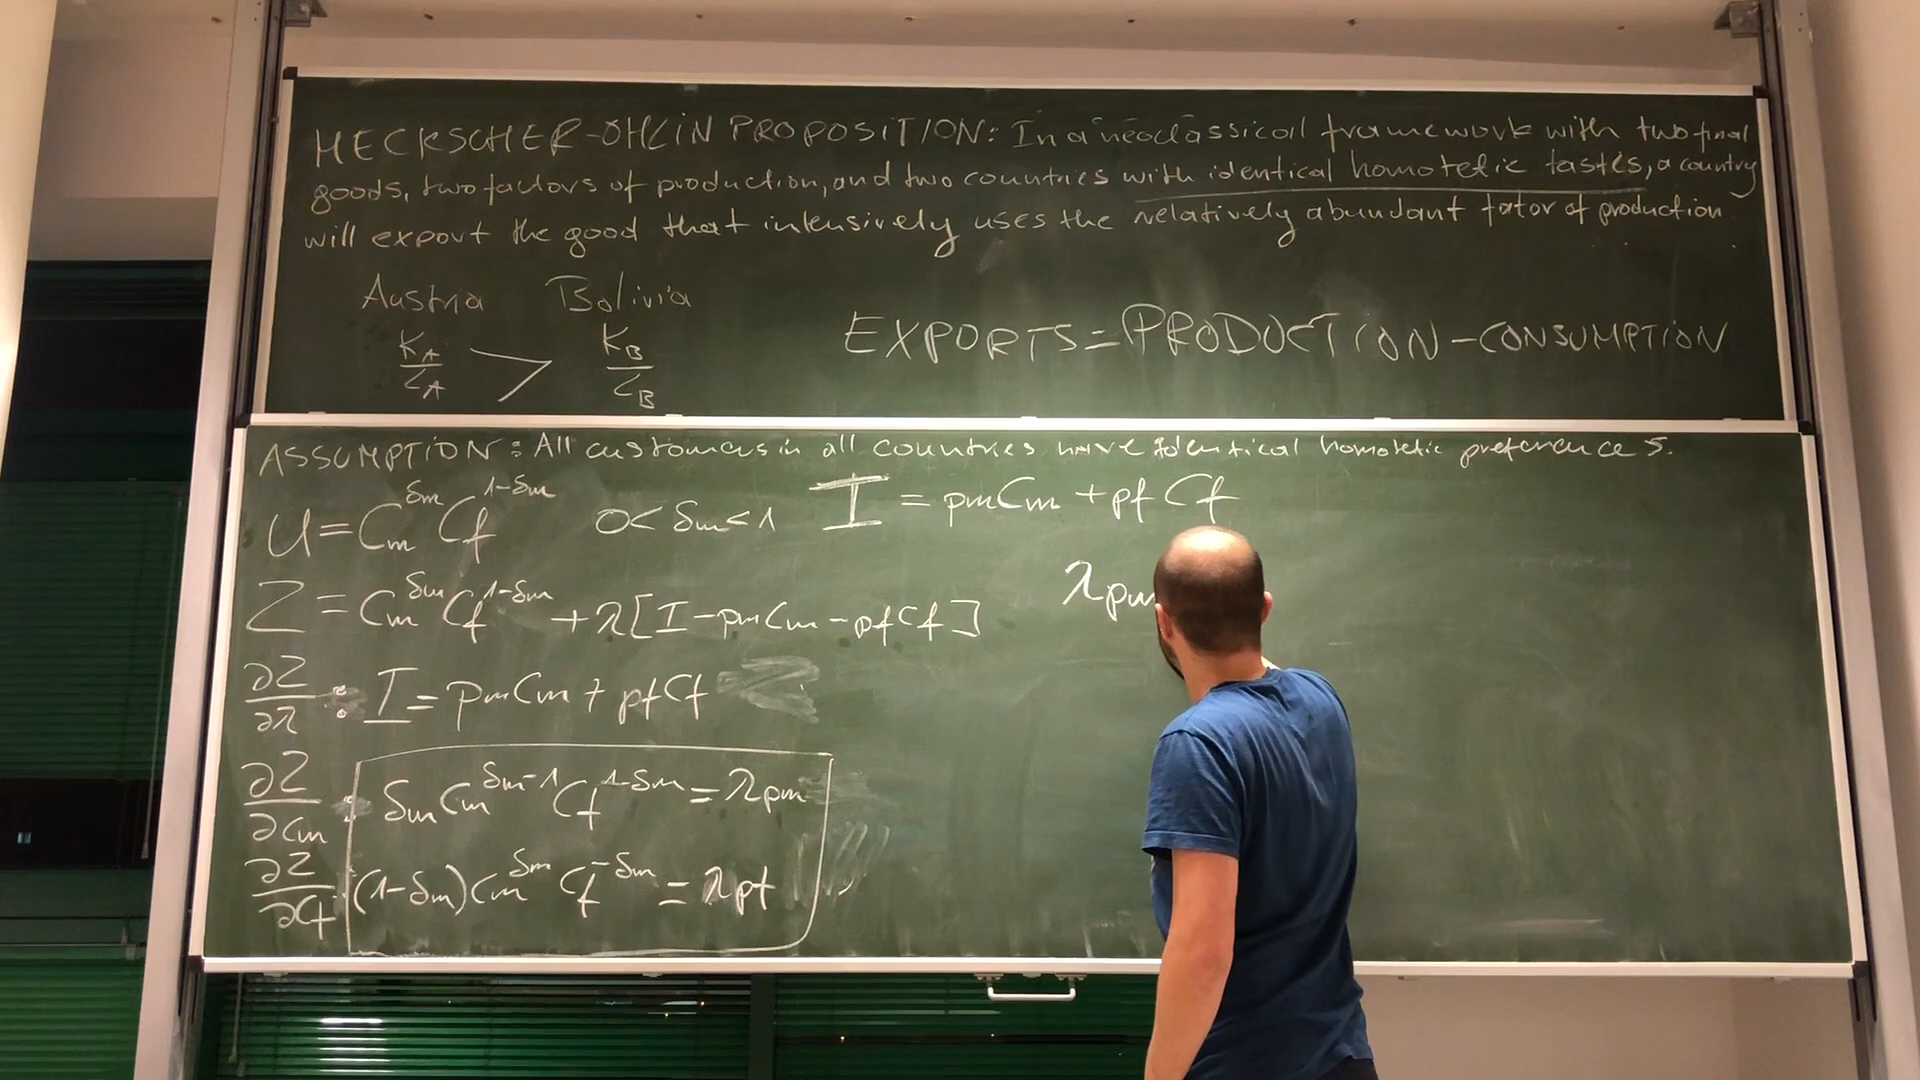 HECKSCHER-OHLIN PROPOSITION: In a neoclassical framework with two final
goods, two factors of production, and two countries with identical homotetic tastes, a country
will export the good that intensively uses the relatively abundant fator of production.
Austria Bolivia
K_A/L_A > K_B/L_B
EXPORTS = PRODUCTION - CONSUMPTION
ASSUMPTION: All customers in all countries have identical homotetic preferences.
U = Cm^δm Cf^1-δm 0 < δm < 1 I = pmCm + pfCf
Z = Cm^δm Cf^1-δm + λ[I - pmCm - pfCf]
λpm
∂Z/∂λ : I = pmCm + pfCf
∂Z/∂Cm : δmCm^δm-1 Cf^1-δm = λpm
∂Z/∂Cf : (1-δm)Cm^δm Cf^-δm = λpf